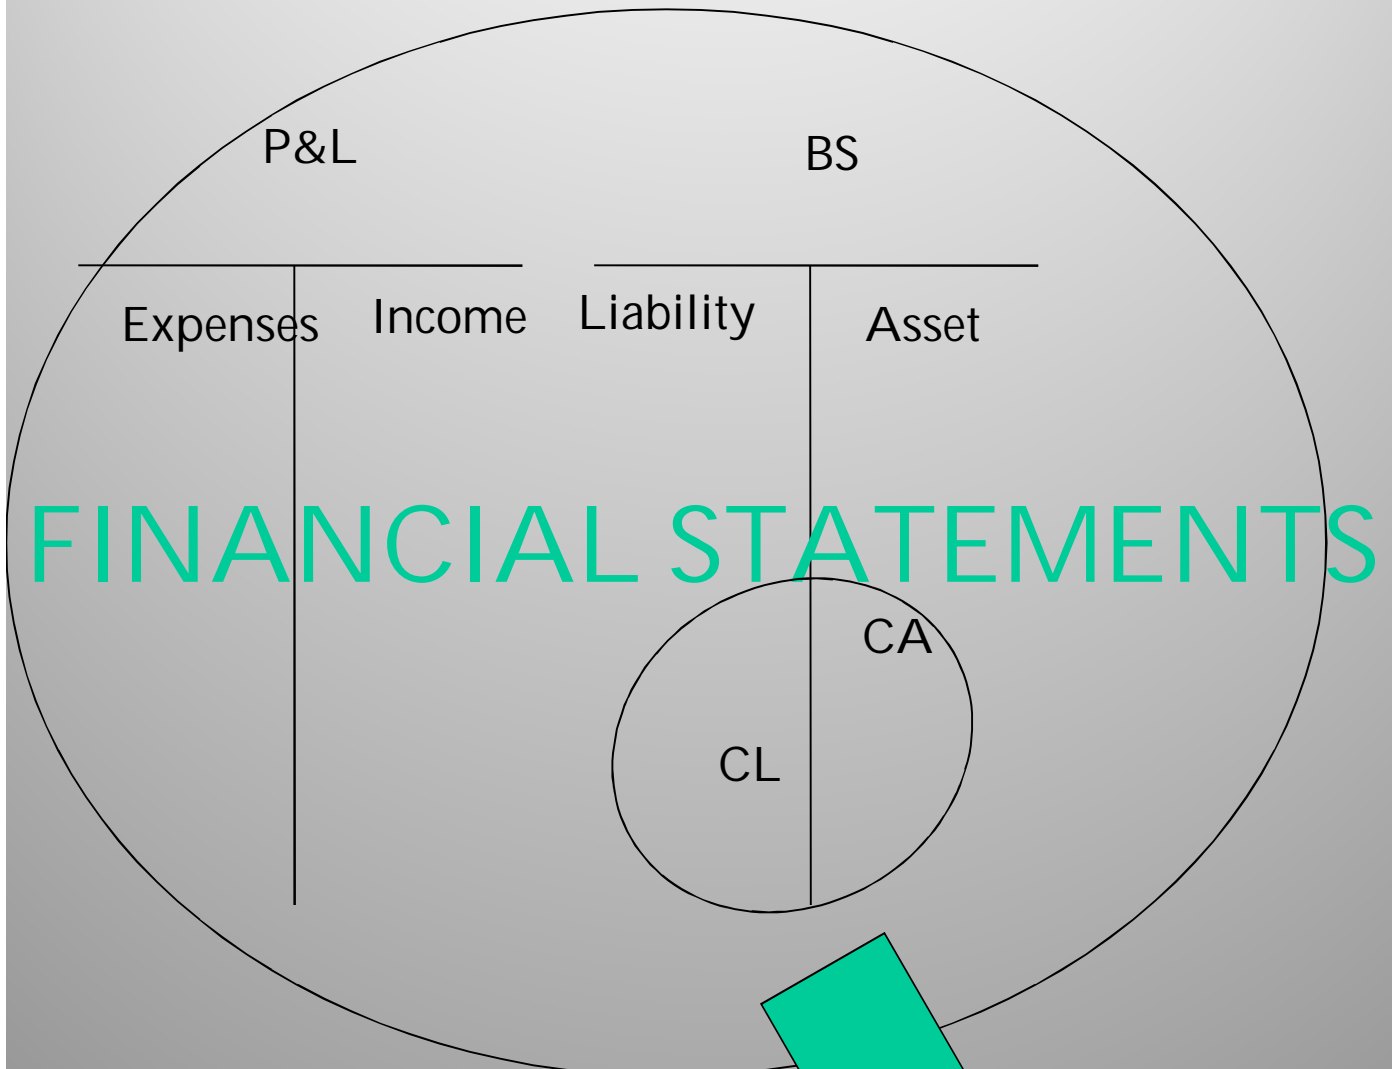 P&L
BS
Expenses
Income
Liability
Asset
FINANCIAL STATEMENTS
CA
CL